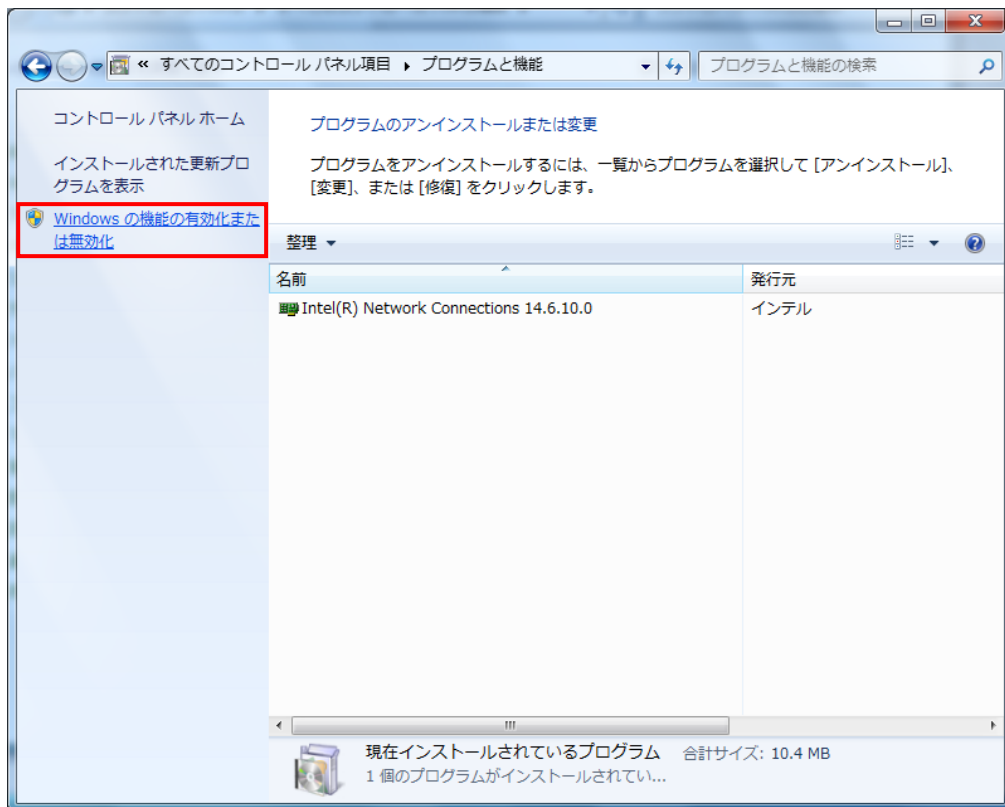 « すべてのコントロール パネル項目 ▸ プログラムと機能
プログラムと機能の検索
コントロール パネル ホーム
インストールされた更新プロ
グラムを表示
Windows の機能の有効化また
は無効化
プログラムのアンインストールまたは変更
プログラムをアンインストールするには、一覧からプログラムを選択して [アンインストール]、
[変更]、または [修復] をクリックします。
整理
名前
発行元
Intel(R) Network Connections 14.6.10.0
インテル
現在インストールされているプログラム 合計サイズ: 10.4 MB
1 個のプログラムがインストールされてい...